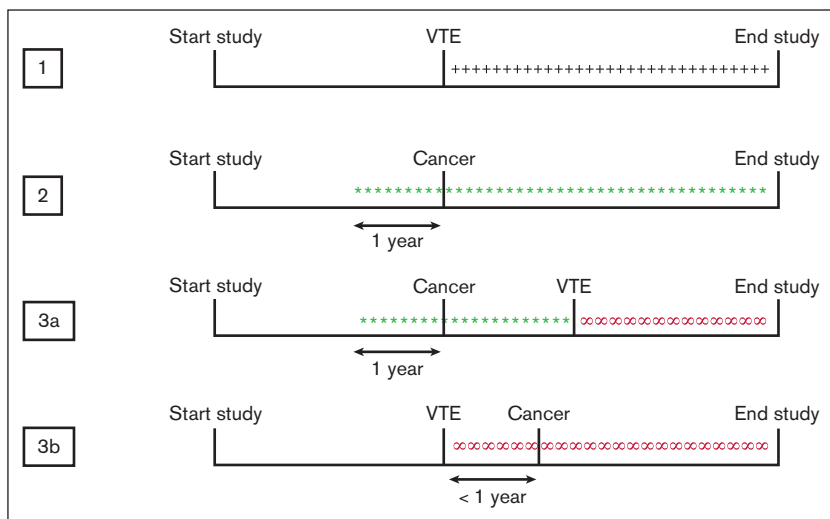 Start study VTE End study
1
+++++++++++++++++++++++++++++
Start study Cancer End study
2
****************************************
1 year
Start study Cancer VTE End study
3a
********************* ∞∞∞∞∞∞∞∞∞∞∞∞∞
1 year
Start study VTE Cancer End study
3b
∞∞∞∞∞∞∞∞∞∞∞∞∞∞∞∞∞∞∞∞∞∞
< 1 year